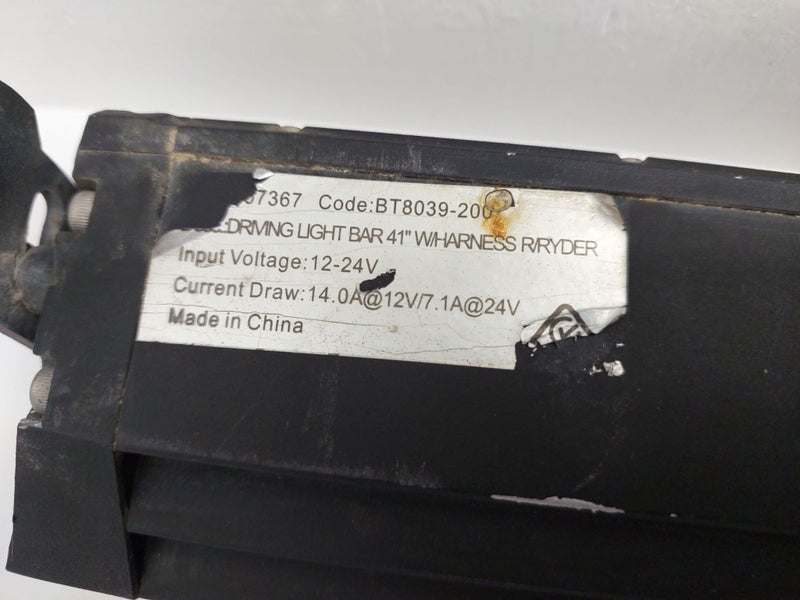 07367 Code:BT8039-200
:DRIVING LIGHT BAR 41" W/HARNESS R/RYDER
Input Voltage:12-24V
Current Draw:14.0A@12V/7.1A@24V
Made in China